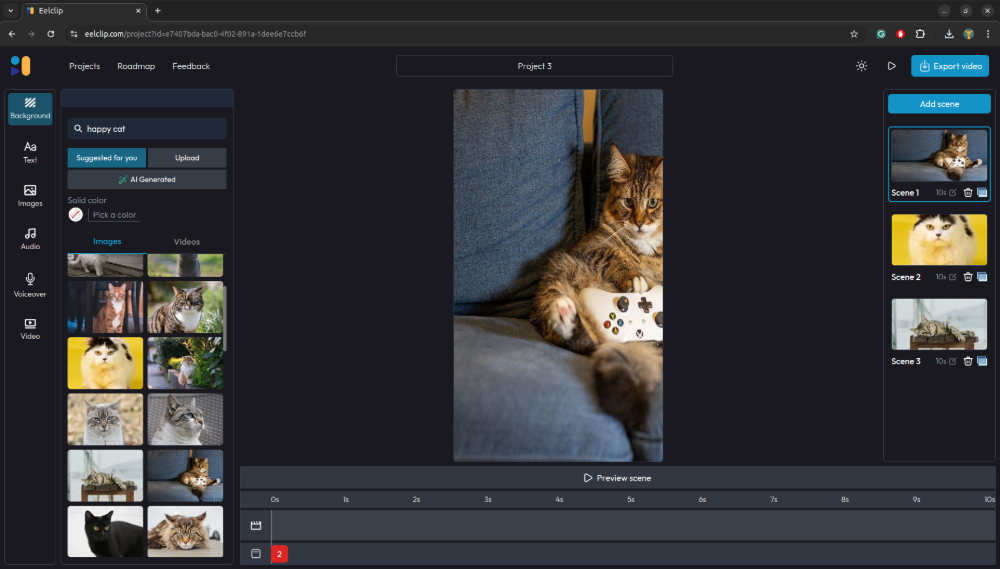 Eelclip
eelclip.com/project?id=e7407bda-bac0-4f02-891a-1dee6e7ccb6f
Projects
Roadmap
Feedback
Project 3
Export video
Background
Aa
Text
Images
Audio
Voiceover
Video
happy cat
Suggested for you
Upload
AI Generated
Solid color
Pick a color
Images
Videos
Add scene
Scene 1
10s
Scene 2
10s
Scene 3
10s
Preview scene
0s 1s 2s 3s 4s 5s 6s 7s 8s 9s 10s
2